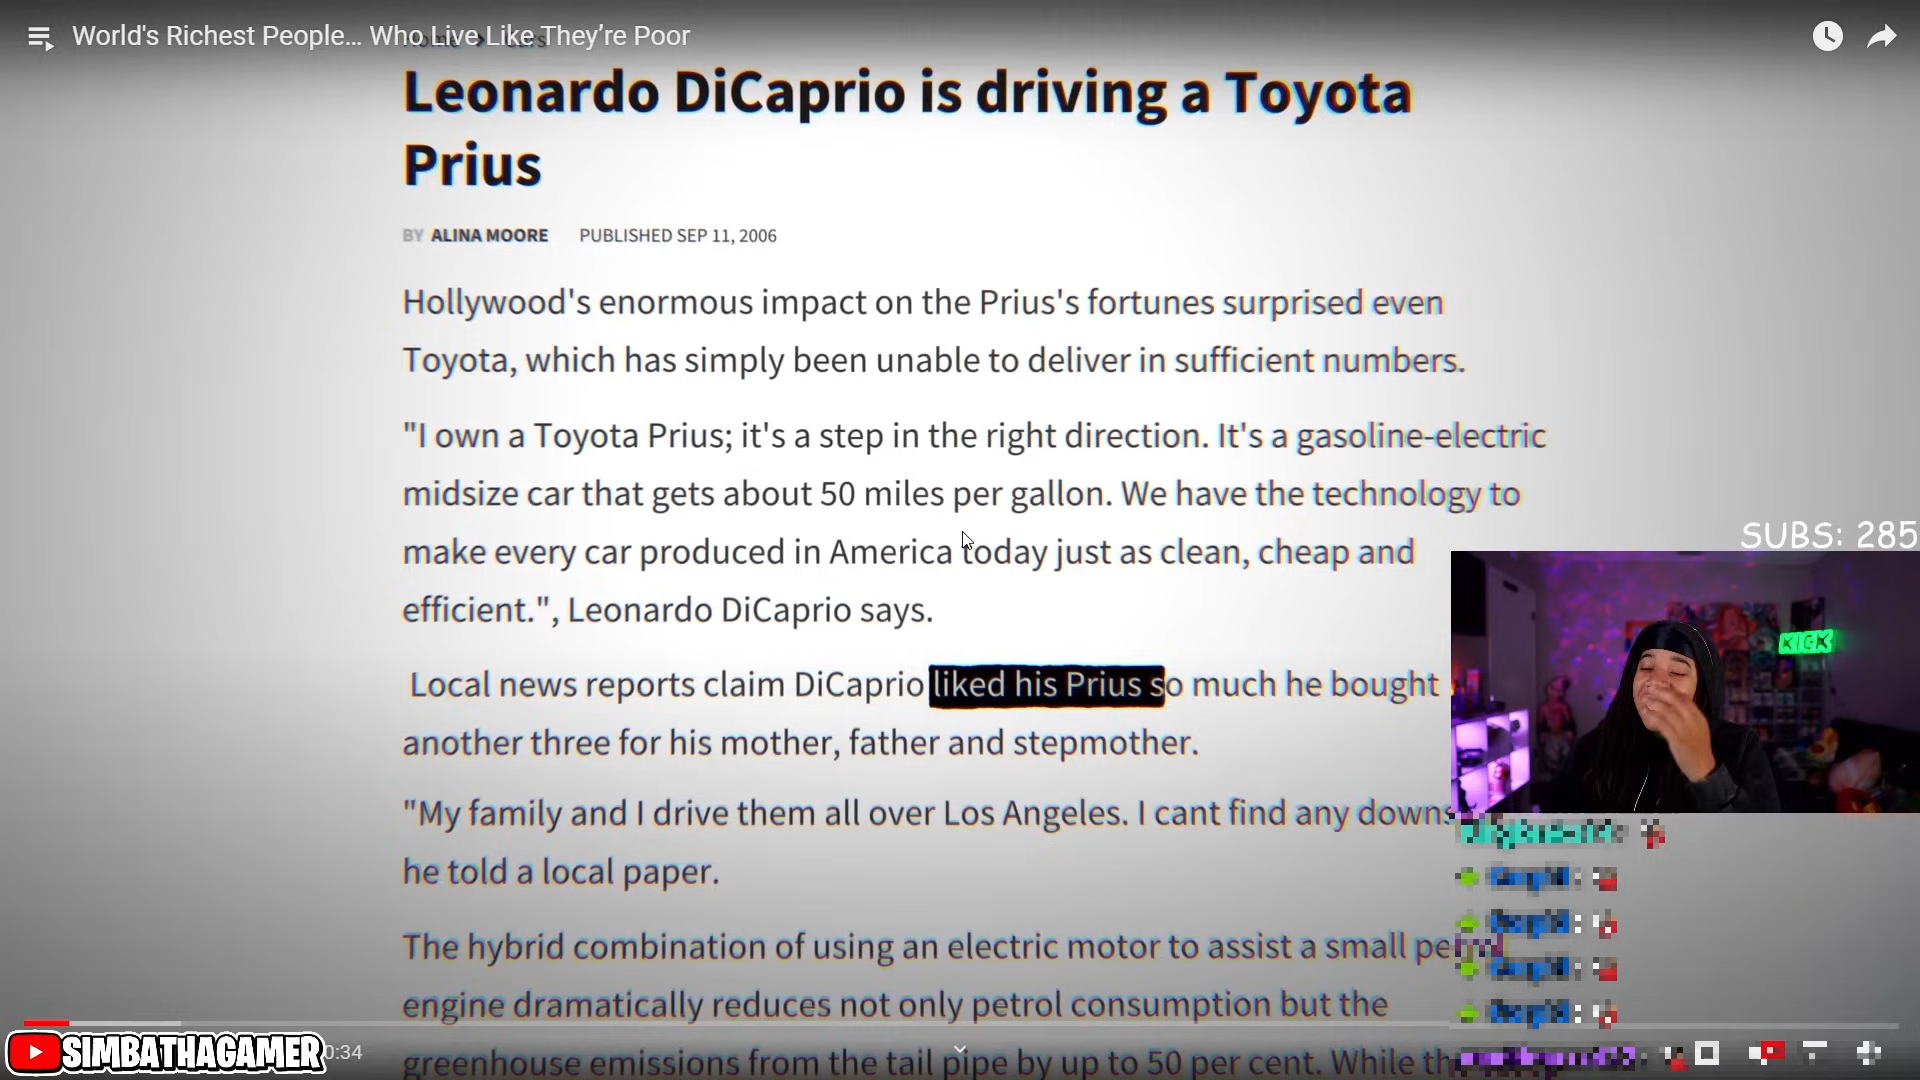 World's Richest People... Who Live Like They’re Poor
Leonardo DiCaprio is driving a Toyota
Prius
BY ALINA MOORE PUBLISHED SEP 11, 2006
Hollywood's enormous impact on the Prius's fortunes surprised even
Toyota, which has simply been unable to deliver in sufficient numbers.
"I own a Toyota Prius; it's a step in the right direction. It's a gasoline-electric
midsize car that gets about 50 miles per gallon. We have the technology to
make every car produced in America today just as clean, cheap and
efficient.", Leonardo DiCaprio says.
SUBS: 285
KICK
Local news reports claim DiCaprio liked his Prius so much he bought
another three for his mother, father and stepmother.
"My family and I drive them all over Los Angeles. I cant find any downs
he told a local paper.
The hybrid combination of using an electric motor to assist a small
engine dramatically reduces not only petrol consumption but the
greenhouse emissions from the tail pipe by up to 50 per cent. While
SIMBATHAGAMER 0:34